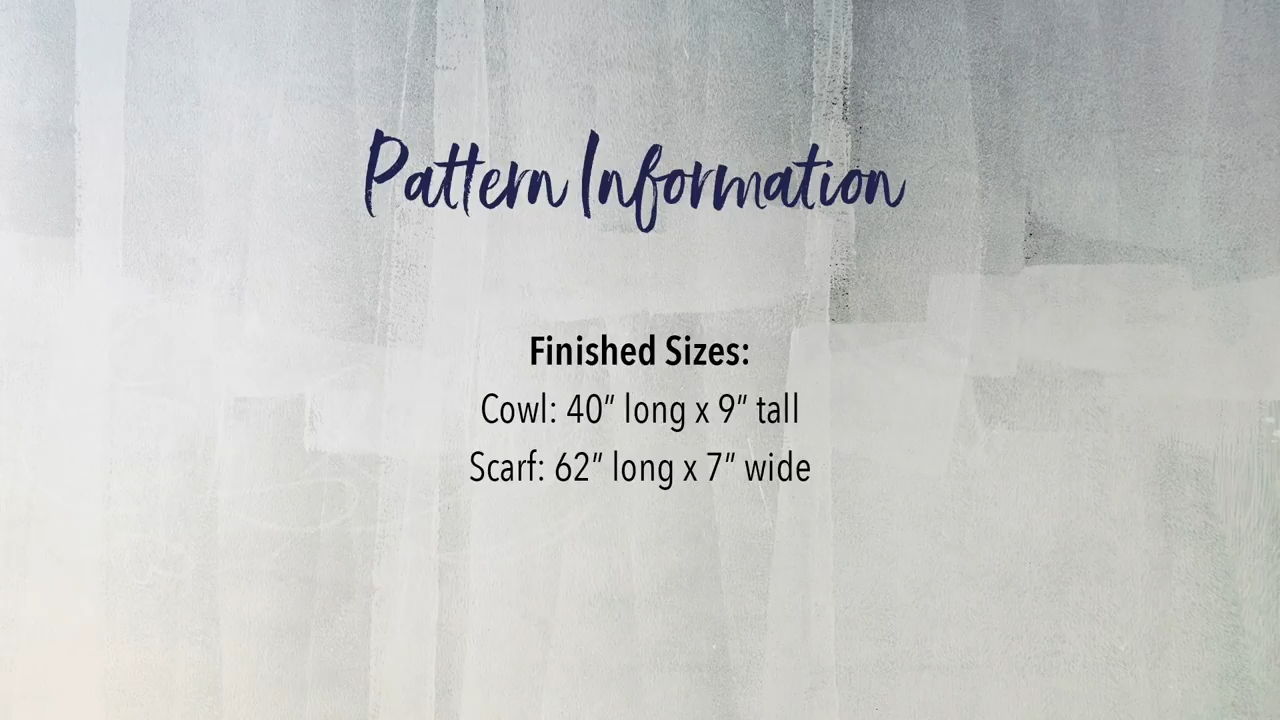 Pattern Information
Finished Sizes:
Cowl: 40” long x 9” tall
Scarf: 62” long x 7” wide